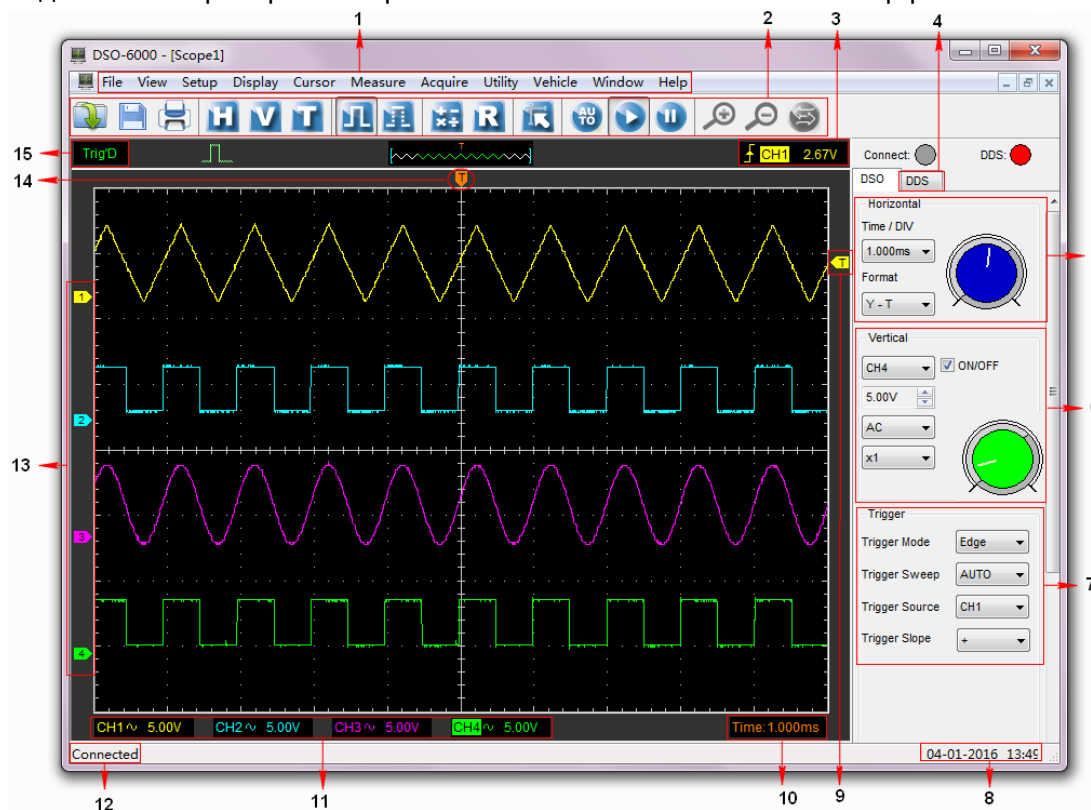 1 2 3 4
DSO-6000 - [Scope1]
File View Setup Display Cursor Measure Acquire Utility Vehicle Window Help
H V T R AUTO
15 Trig'D T CH1 2.67V Connect: DDS:
14 T DSO DDS
Horizontal
Time / DIV
1.000ms
Format
Y - T
T
1
Vertical
CH4 ON/OFF
5.00V
AC
x1
2
13
3
Trigger
Trigger Mode Edge
Trigger Sweep AUTO
7
Trigger Source CH1
Trigger Slope +
4
CH1 5.00V CH2 5.00V CH3 5.00V CH4 5.00V Time:1.000ms
Connected 04-01-2016 13:49
12 11 10 9 8